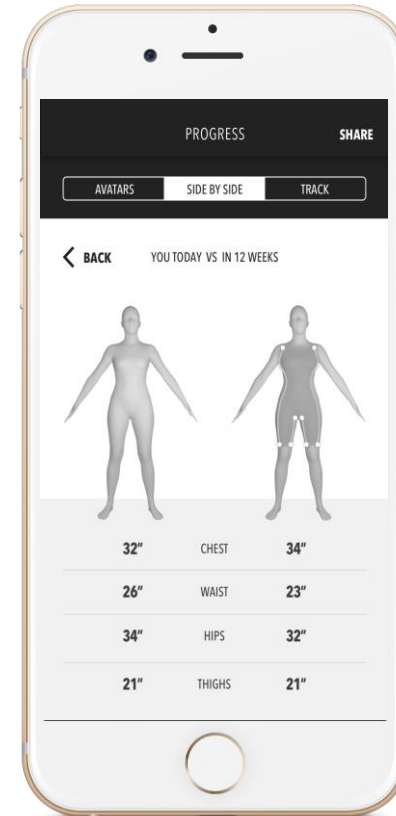 PROGRESS SHARE
AVATARS SIDE BY SIDE TRACK
BACK YOU TODAY VS IN 12 WEEKS
32" CHEST 34"
26" WAIST 23"
34" HIPS 32"
21" THIGHS 21"